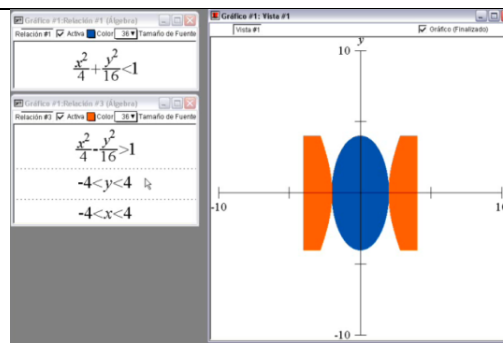 Gráfico #1:Relación #1 (Álgebra)
Relación #1 Activa Color 36 Tamaño de Fuente
x²/4 + y²/16 < 1
Gráfico #1:Relación #3 (Álgebra)
Relación #3 Activa Color 36 Tamaño de Fuente
x²/4 - y²/16 > 1
-4<y<4
-4<x<4
Gráfico #1: Vista #1
Vista #1 Gráfico (Finalizado)
y
10
-10
10
-10